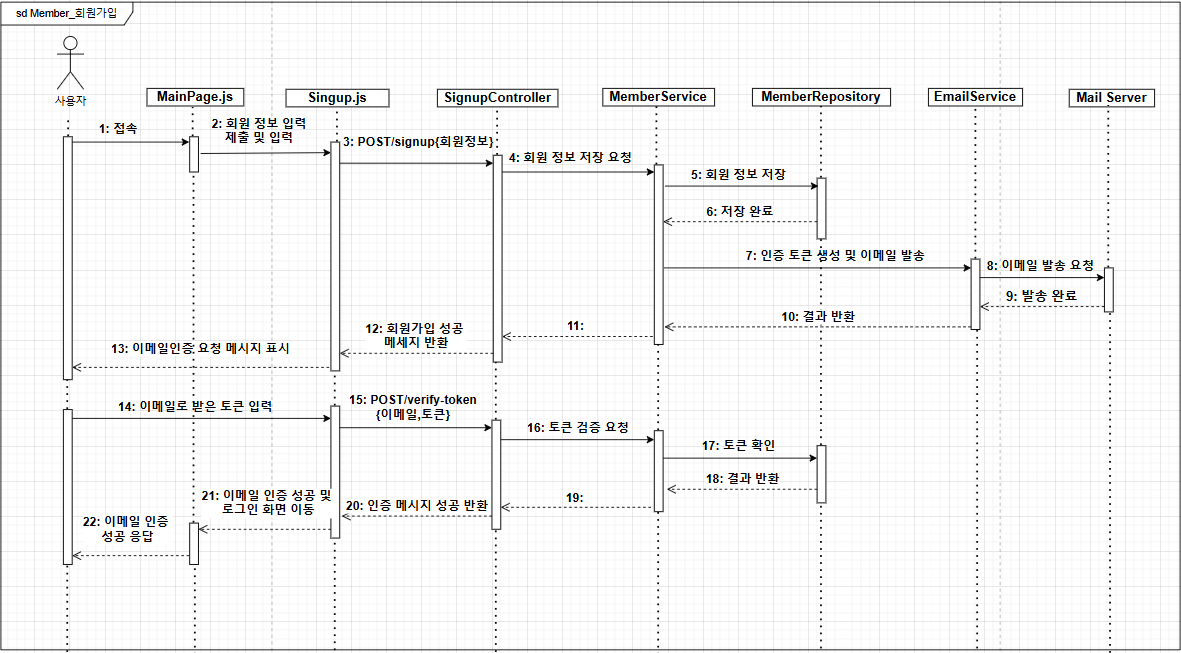 sd Member_회원가입
사용자
MainPage.js
Singup.js
SignupController
MemberService
MemberRepository
EmailService
Mail Server
1: 접속
2: 회원 정보 입력
제출 및 입력
3: POST/signup{회원정보}
4: 회원 정보 저장 요청
5: 회원 정보 저장
6: 저장 완료
7: 인증 토큰 생성 및 이메일 발송
8: 이메일 발송 요청
9: 발송 완료
10: 결과 반환
11:
12: 회원가입 성공
메세지 반환
13: 이메일인증 요청 메시지 표시
14: 이메일로 받은 토큰 입력
15: POST/verify-token
{이메일,토큰}
16: 토큰 검증 요청
17: 토큰 확인
18: 결과 반환
19:
20: 인증 메시지 성공 반환
21: 이메일 인증 성공 및
로그인 화면 이동
22: 이메일 인증
성공 응답